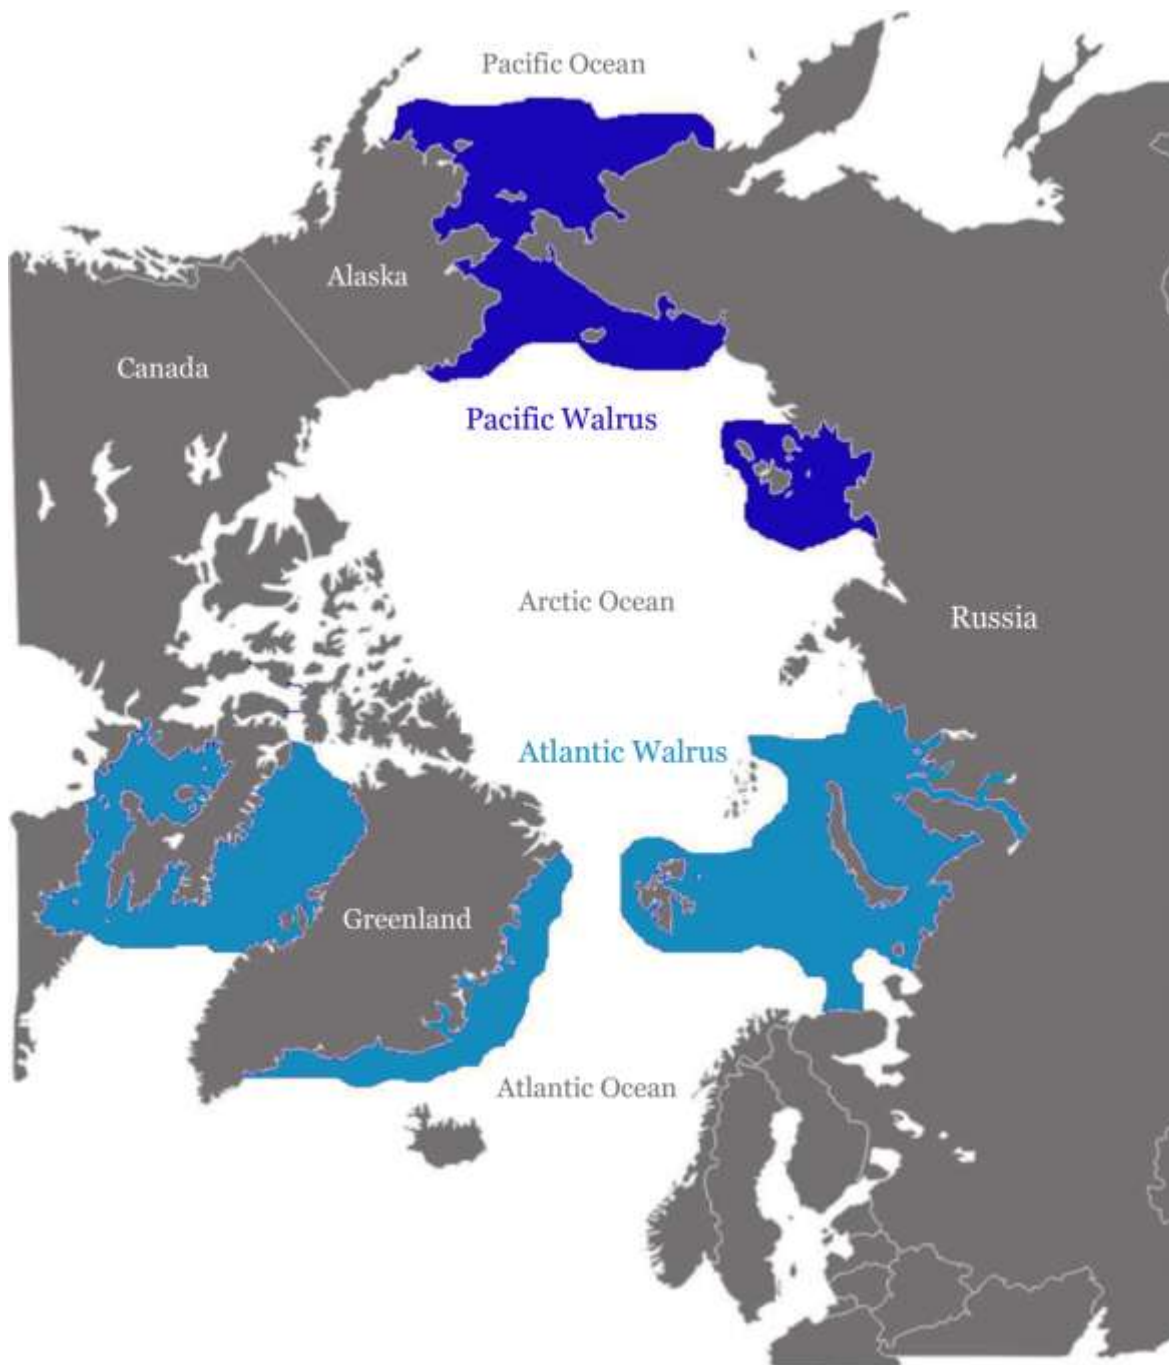 Pacific Ocean
Alaska
Canada
Pacific Walrus
Arctic Ocean
Russia
Atlantic Walrus
Greenland
Atlantic Ocean